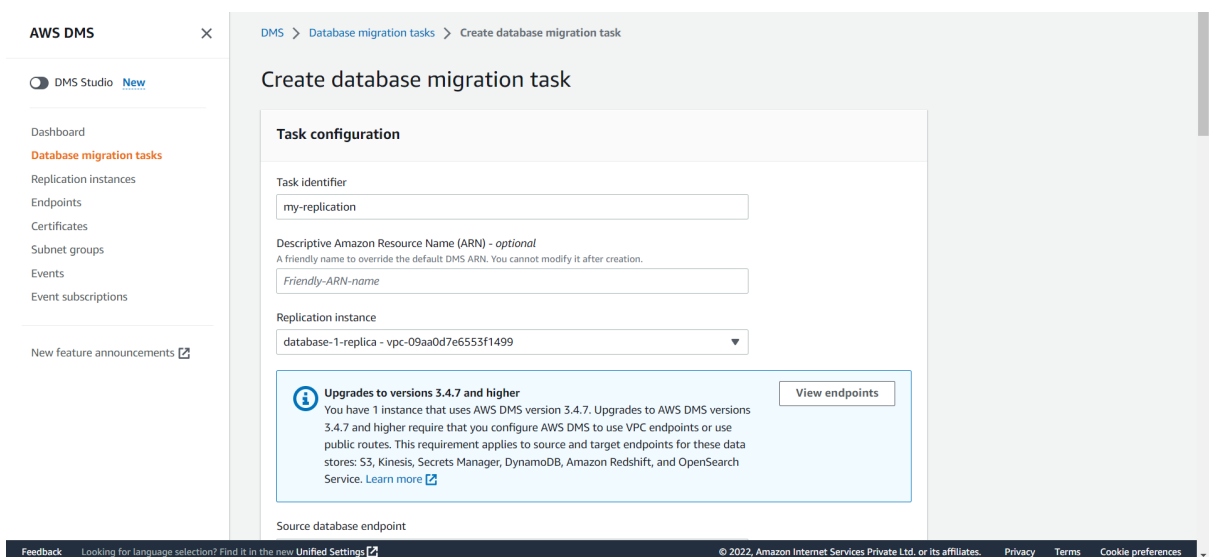 AWS DMS
DMS Studio New
Dashboard
Database migration tasks
Replication instances
Endpoints
Certificates
Subnet groups
Events
Event subscriptions
New feature announcements
DMS > Database migration tasks > Create database migration task
Create database migration task
Task configuration
Task identifier
my-replication
Descriptive Amazon Resource Name (ARN) - optional
A friendly name to override the default DMS ARN. You cannot modify it after creation.
Friendly-ARN-name
Replication instance
database-1-replica - vpc-09aa0d7e6553f1499
Upgrades to versions 3.4.7 and higher
You have 1 instance that uses AWS DMS version 3.4.7. Upgrades to AWS DMS versions
3.4.7 and higher require that you configure AWS DMS to use VPC endpoints or use
public routes. This requirement applies to source and target endpoints for these data
stores: S3, Kinesis, Secrets Manager, DynamoDB, Amazon Redshift, and OpenSearch
Service. Learn more
View endpoints
Source database endpoint
Feedback Looking for language selection? Find it in the new Unified Settings © 2022, Amazon Internet Services Private Ltd. or its affiliates. Privacy Terms Cookie preferences